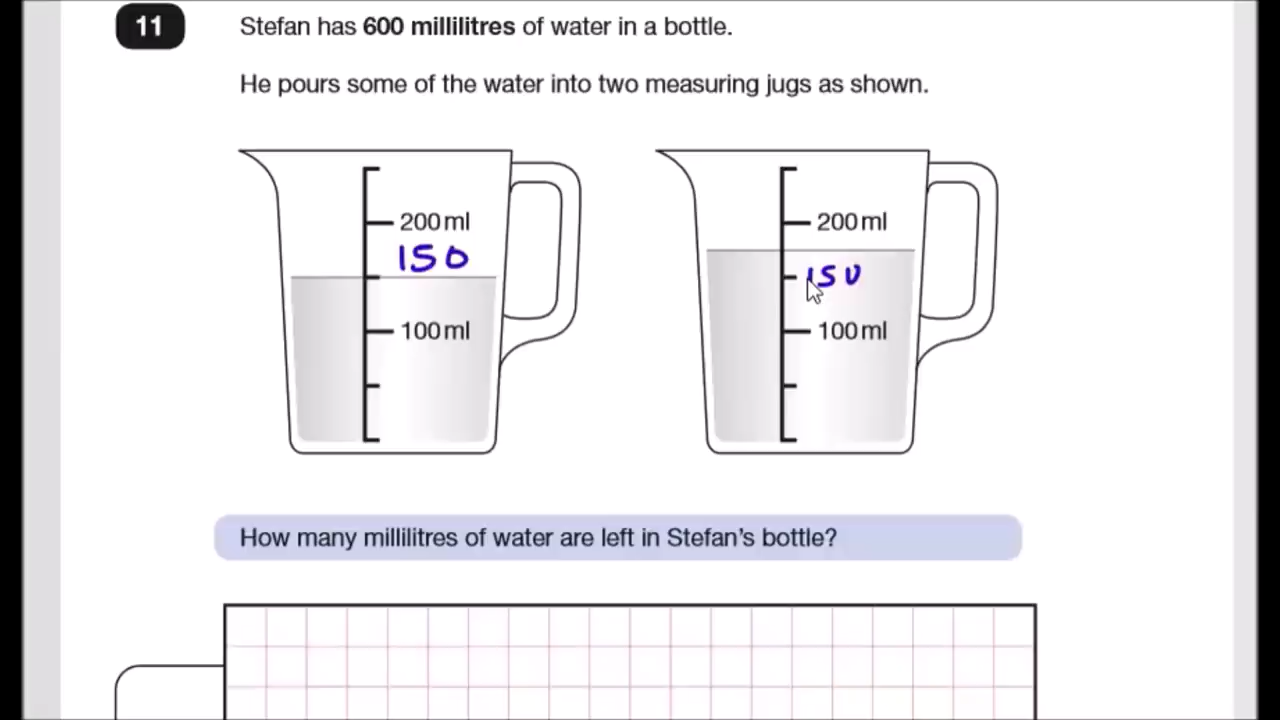 11
Stefan has 600 millilitres of water in a bottle.
He pours some of the water into two measuring jugs as shown.
200 ml
150
100 ml
200 ml
150
100 ml
How many millilitres of water are left in Stefan's bottle?